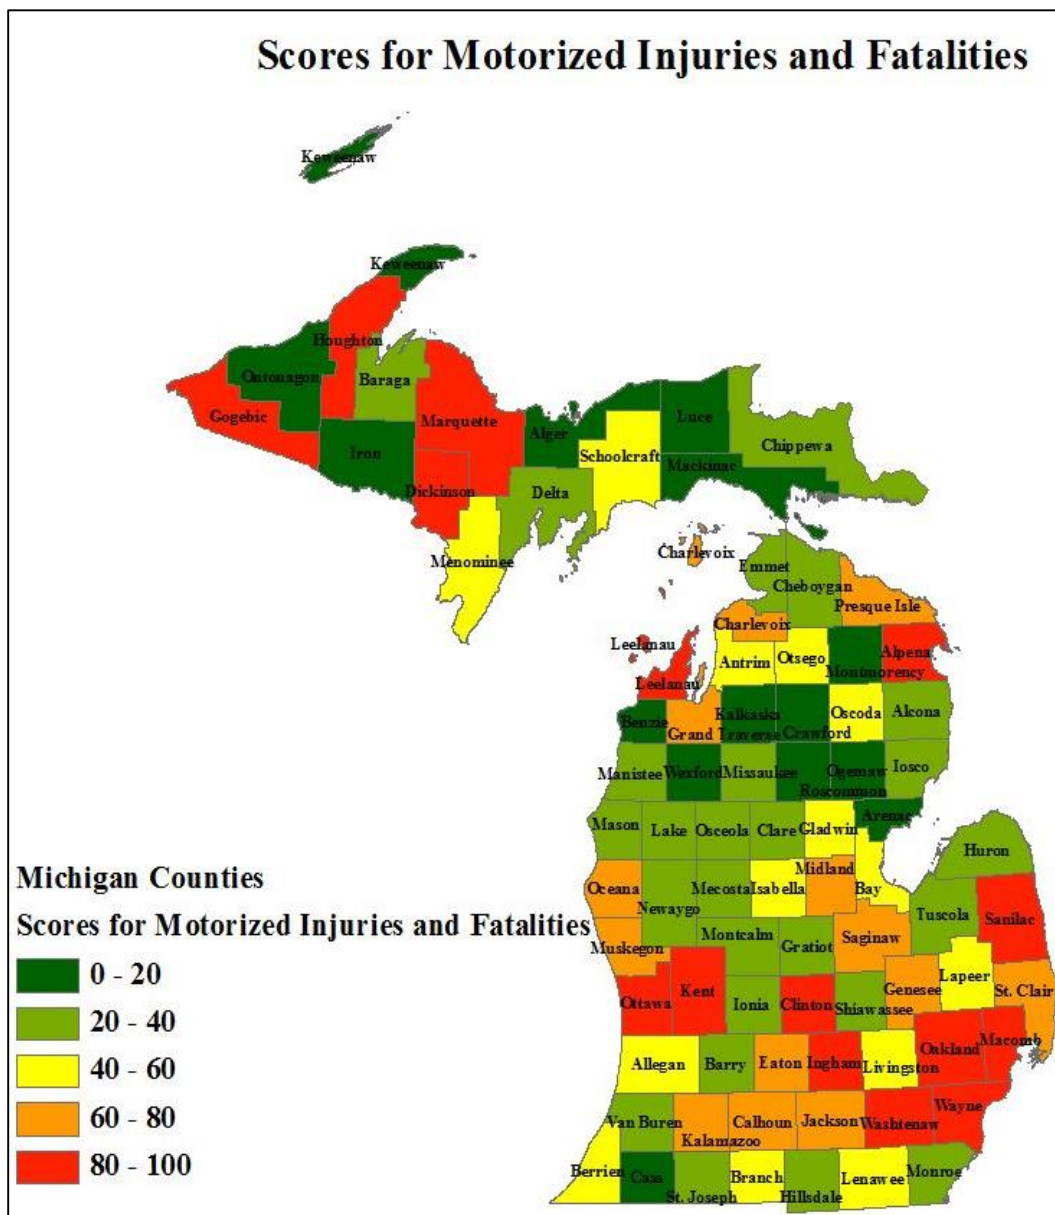 Scores for Motorized Injuries and Fatalities
Keweenaw
Keweenaw
Houghton
Ontonagon
Baraga
Gogebic
Marquette
Alger
Luce
Iron
Schoolcraft
Mackinac
Chippewa
Dickinson
Delta
Menominee
Charlevoix
Emmet
Cheboygan
Presque Isle
Charlevoix
Leelanau
Antrim
Otsego
Alpena
Montmorency
Leelanau
Benzie
Kalkaska
Oscoda
Alcona
Grand Traverse
Crawford
Manistee
Wexford
Missaukee
Ogemaw
Iosco
Roscommon
Mason
Lake
Osceola
Clare
Gladwin
Arenac
Huron
Michigan Counties
Oceana
Newaygo
Mecosta
Isabella
Midland
Bay
Scores for Motorized Injuries and Fatalities
Tuscola
Sanilac
Muskegon
Montcalm
Gratiot
Saginaw
0 - 20
Lapeer
Ottawa
Kent
Ionia
Clinton
Shiawassee
Genesee
St. Clair
20 - 40
Allegan
Barry
Eaton
Ingham
Livingston
Oakland
Macomb
40 - 60
Van Buren
Kalamazoo
Calhoun
Jackson
Washtenaw
Wayne
60 - 80
Berrien
Cass
St. Joseph
Branch
Hillsdale
Lenawee
Monroe
80 - 100